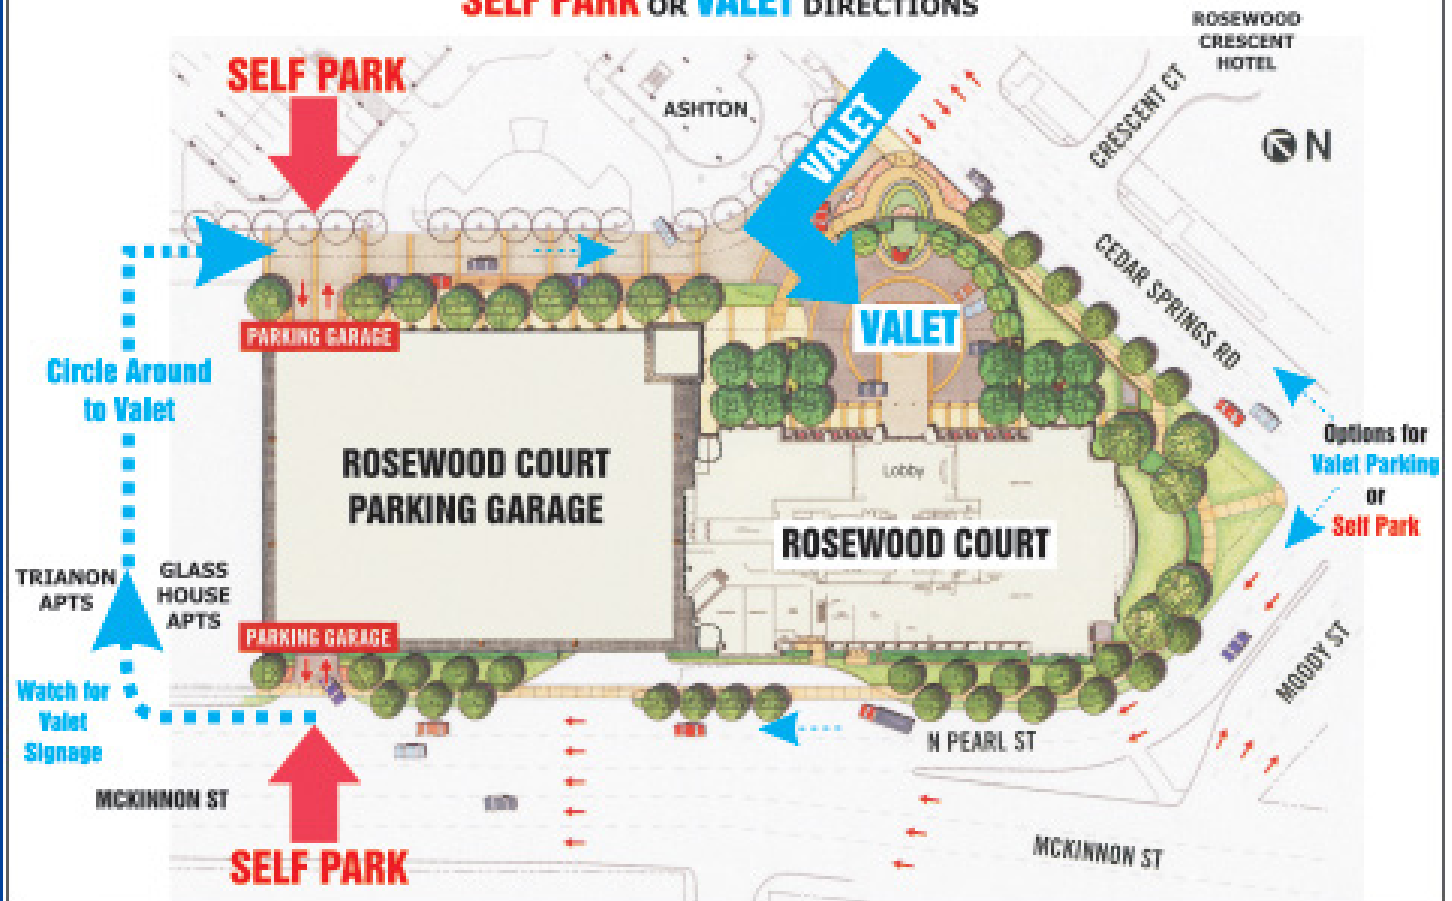 SELF PARK OR VALET DIRECTIONS
ROSEWOOD
CRESCENT
HOTEL
SELF PARK
ASHTON
VALET
CRESCENT CT
N
CEDAR SPRINGS RD
PARKING GARAGE
VALET
Circle Around
to Valet
ROSEWOOD COURT
PARKING GARAGE
Lobby
ROSEWOOD COURT
Options for
Valet Parking
or
Self Park
TRIANON
APTS
GLASS
HOUSE
APTS
PARKING GARAGE
MOODY ST
Watch for
Valet
Signage
N PEARL ST
MCKINNON ST
MCKINNON ST
SELF PARK